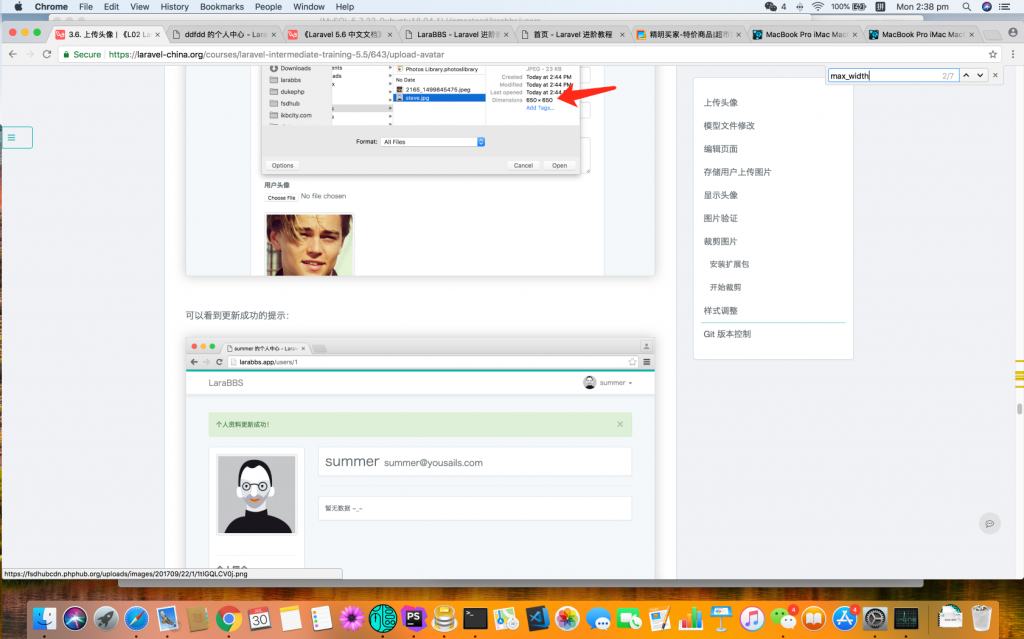 Chrome File Edit View History Bookmarks People Window Help
4 100% Mon 2:38 pm
3.6. 上传头像 | 《L02 L
ddfdd 的个人中心 - Lara
《Laravel 5.6 中文文档》
LaraBBS - Laravel 进阶
首页 - Laravel 进阶教程
精明买家-特价商品|超市
MacBook Pro iMac Mac
MacBook Pro iMac Mac
Secure https://laravel-china.org/courses/laravel-intermediate-training-5.5/643/upload-avatar
max_width 2/7
Downloads
larabbs
dukephp
fsdhub
ikbcity.com
Photos Library.photoslibrary
No Date
2165_1499845475.jpeg
steve.jpg
JPEG - 23 KB
Created Today at 2:44 PM
Modified Today at 2:44 PM
Last opened Today at 2:44
Dimensions 650 × 650
Add Tags...
Format: All Files
Options Cancel Open
用户头像
Choose File No file chosen
可以看到更新成功的提示：
summer 的个人中心 - Lara
larabbs.app/users/1
LaraBBS summer
个人资料更新成功！
summer summer@yousails.com
暂无数据 ~_~
上传头像
模型文件修改
编辑页面
存储用户上传图片
显示头像
图片验证
裁剪图片
安装扩展包
开始裁剪
样式调整
Git 版本控制
https://fsdhubcdn.phphub.org/uploads/images/201709/22/1/1tIGQLCV0j.png
30
PS
4
4